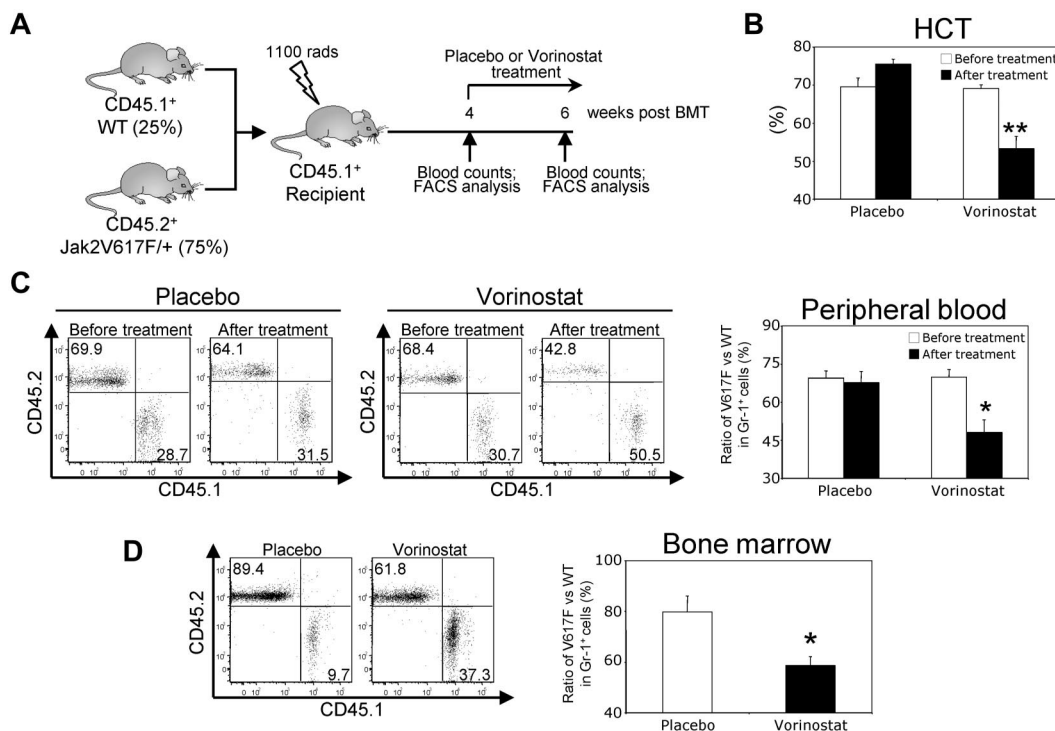 A
1100 rads
Placebo or Vorinostat
treatment
CD45.1⁺
WT (25%)
4
6
weeks post BMT
CD45.1⁺
Recipient
Blood counts;
FACS analysis
Blood counts;
FACS analysis
CD45.2⁺
Jak2V617F/+ (75%)
B
HCT
Before treatment
After treatment
(%)
80
70
60
50
40
**
Placebo
Vorinostat
C
Placebo
Before treatment
After treatment
CD45.2
69.9
28.7
64.1
31.5
CD45.1
Vorinostat
Before treatment
After treatment
CD45.2
68.4
30.7
42.8
50.5
CD45.1
Peripheral blood
Before treatment
After treatment
Ratio of V617F vs WT
in Gr-1⁺ cells (%)
90
75
60
45
30
*
Placebo
Vorinostat
D
Placebo
Vorinostat
CD45.2
89.4
9.7
61.8
37.3
CD45.1
Bone marrow
Ratio of V617F vs WT
in Gr-1⁺ cells (%)
100
80
60
40
*
Placebo
Vorinostat